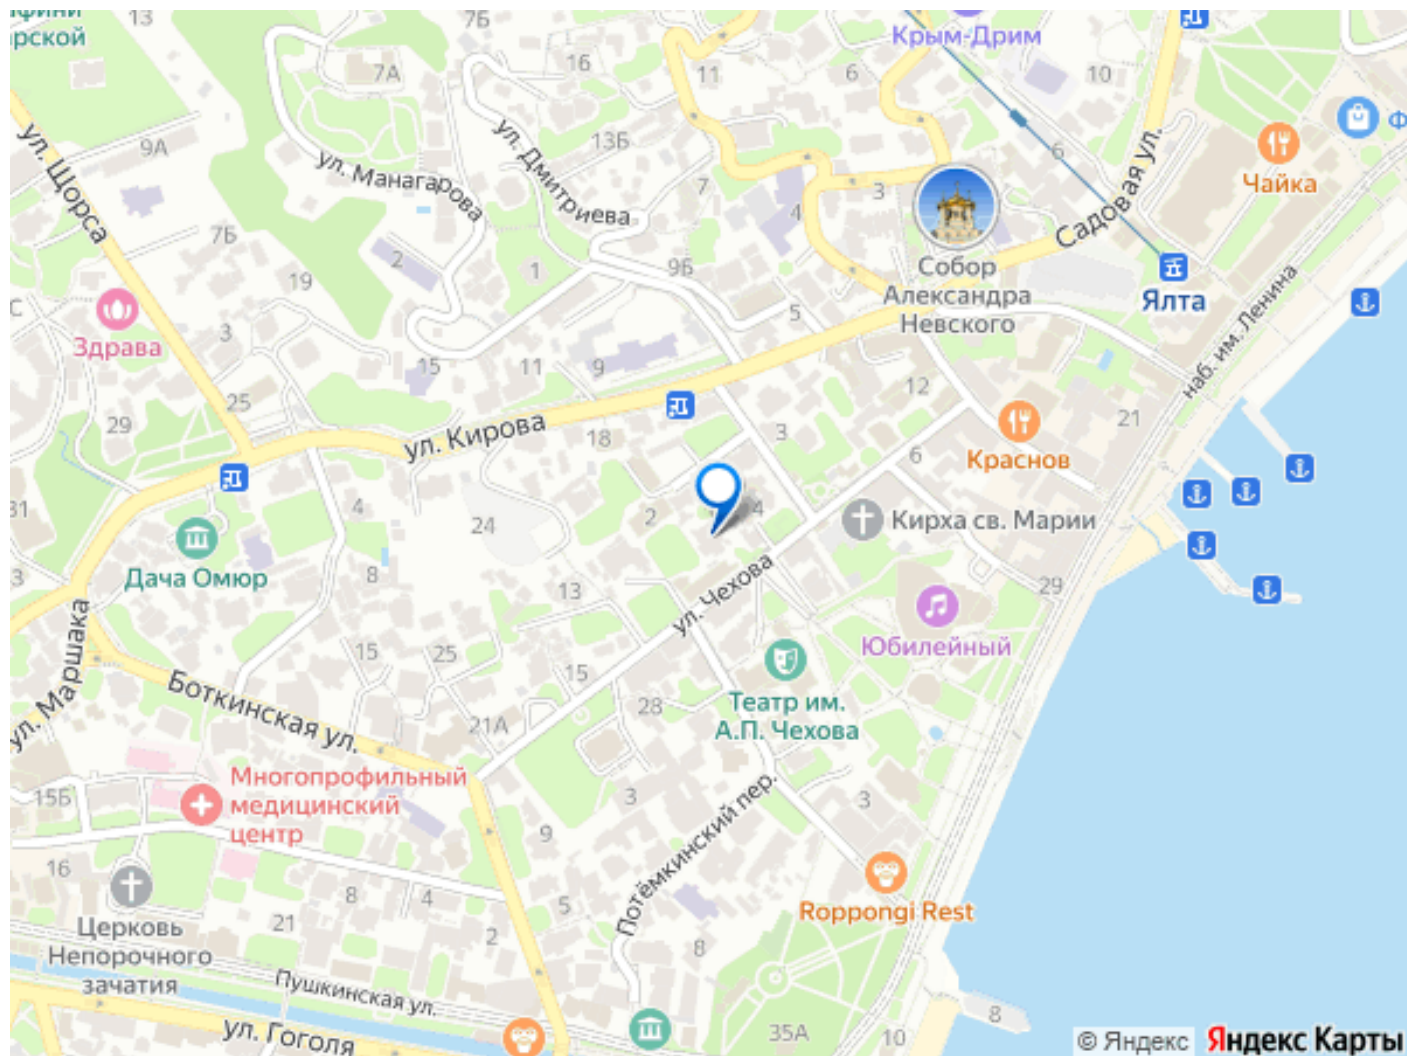 7Б
рской
Крым-Дрим
7А
16
11
6
10
ул. Щорса
9А
ул. Манагарова
ул. Дмитриева
13Б
6
Садовая ул.
Чайка
7
3
4
7Б
2
1
9Б
19
Собор
Александра
Невского
Ялта
наб. им. Ленина
3
5
Здрава
15
11
9
12
25
29
21
ул. Кирова
18
3
6
Краснов
31
4
24
2
4
Кирха св. Марии
Дача Омюр
8
13
ул. Чехова
29
3
Юбилейный
ул. Маршака
15
25
15
Театр им.
А.П. Чехова
Боткинская ул.
28
21А
Многопрофильный
медицинский
центр
15Б
3
3
Потёмкинский пер.
9
16
8
4
5
Roppongi Rest
Церковь
Непорочного
зачатия
21
2
8
Пушкинская ул.
ул. Гоголя
35А
10
8
© Яндекс Яндекс Карты